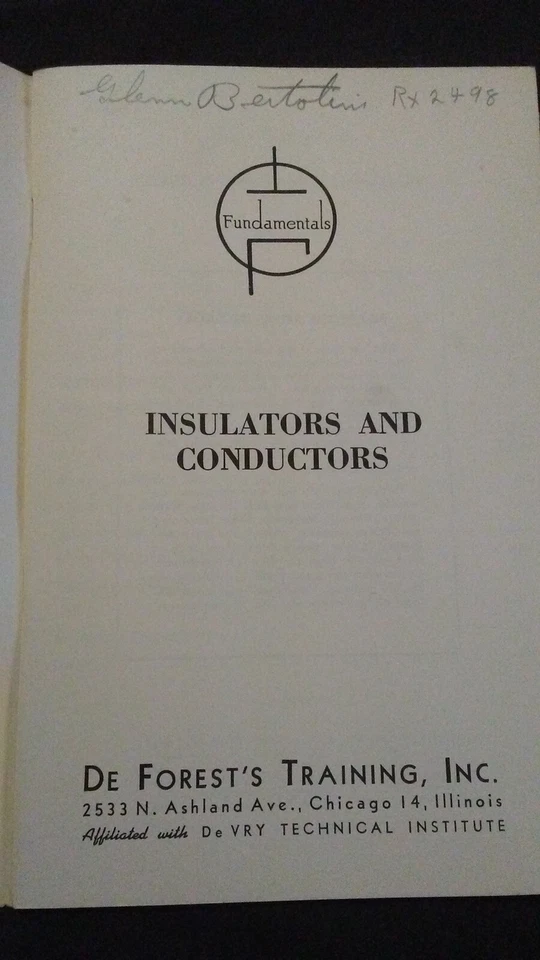 Glenn Bertolini Rx 2498
Fundamentals
INSULATORS AND
CONDUCTORS
DE FOREST'S TRAINING, INC.
2533 N. Ashland Ave., Chicago 14, Illinois
Affiliated with DeVRY TECHNICAL INSTITUTE